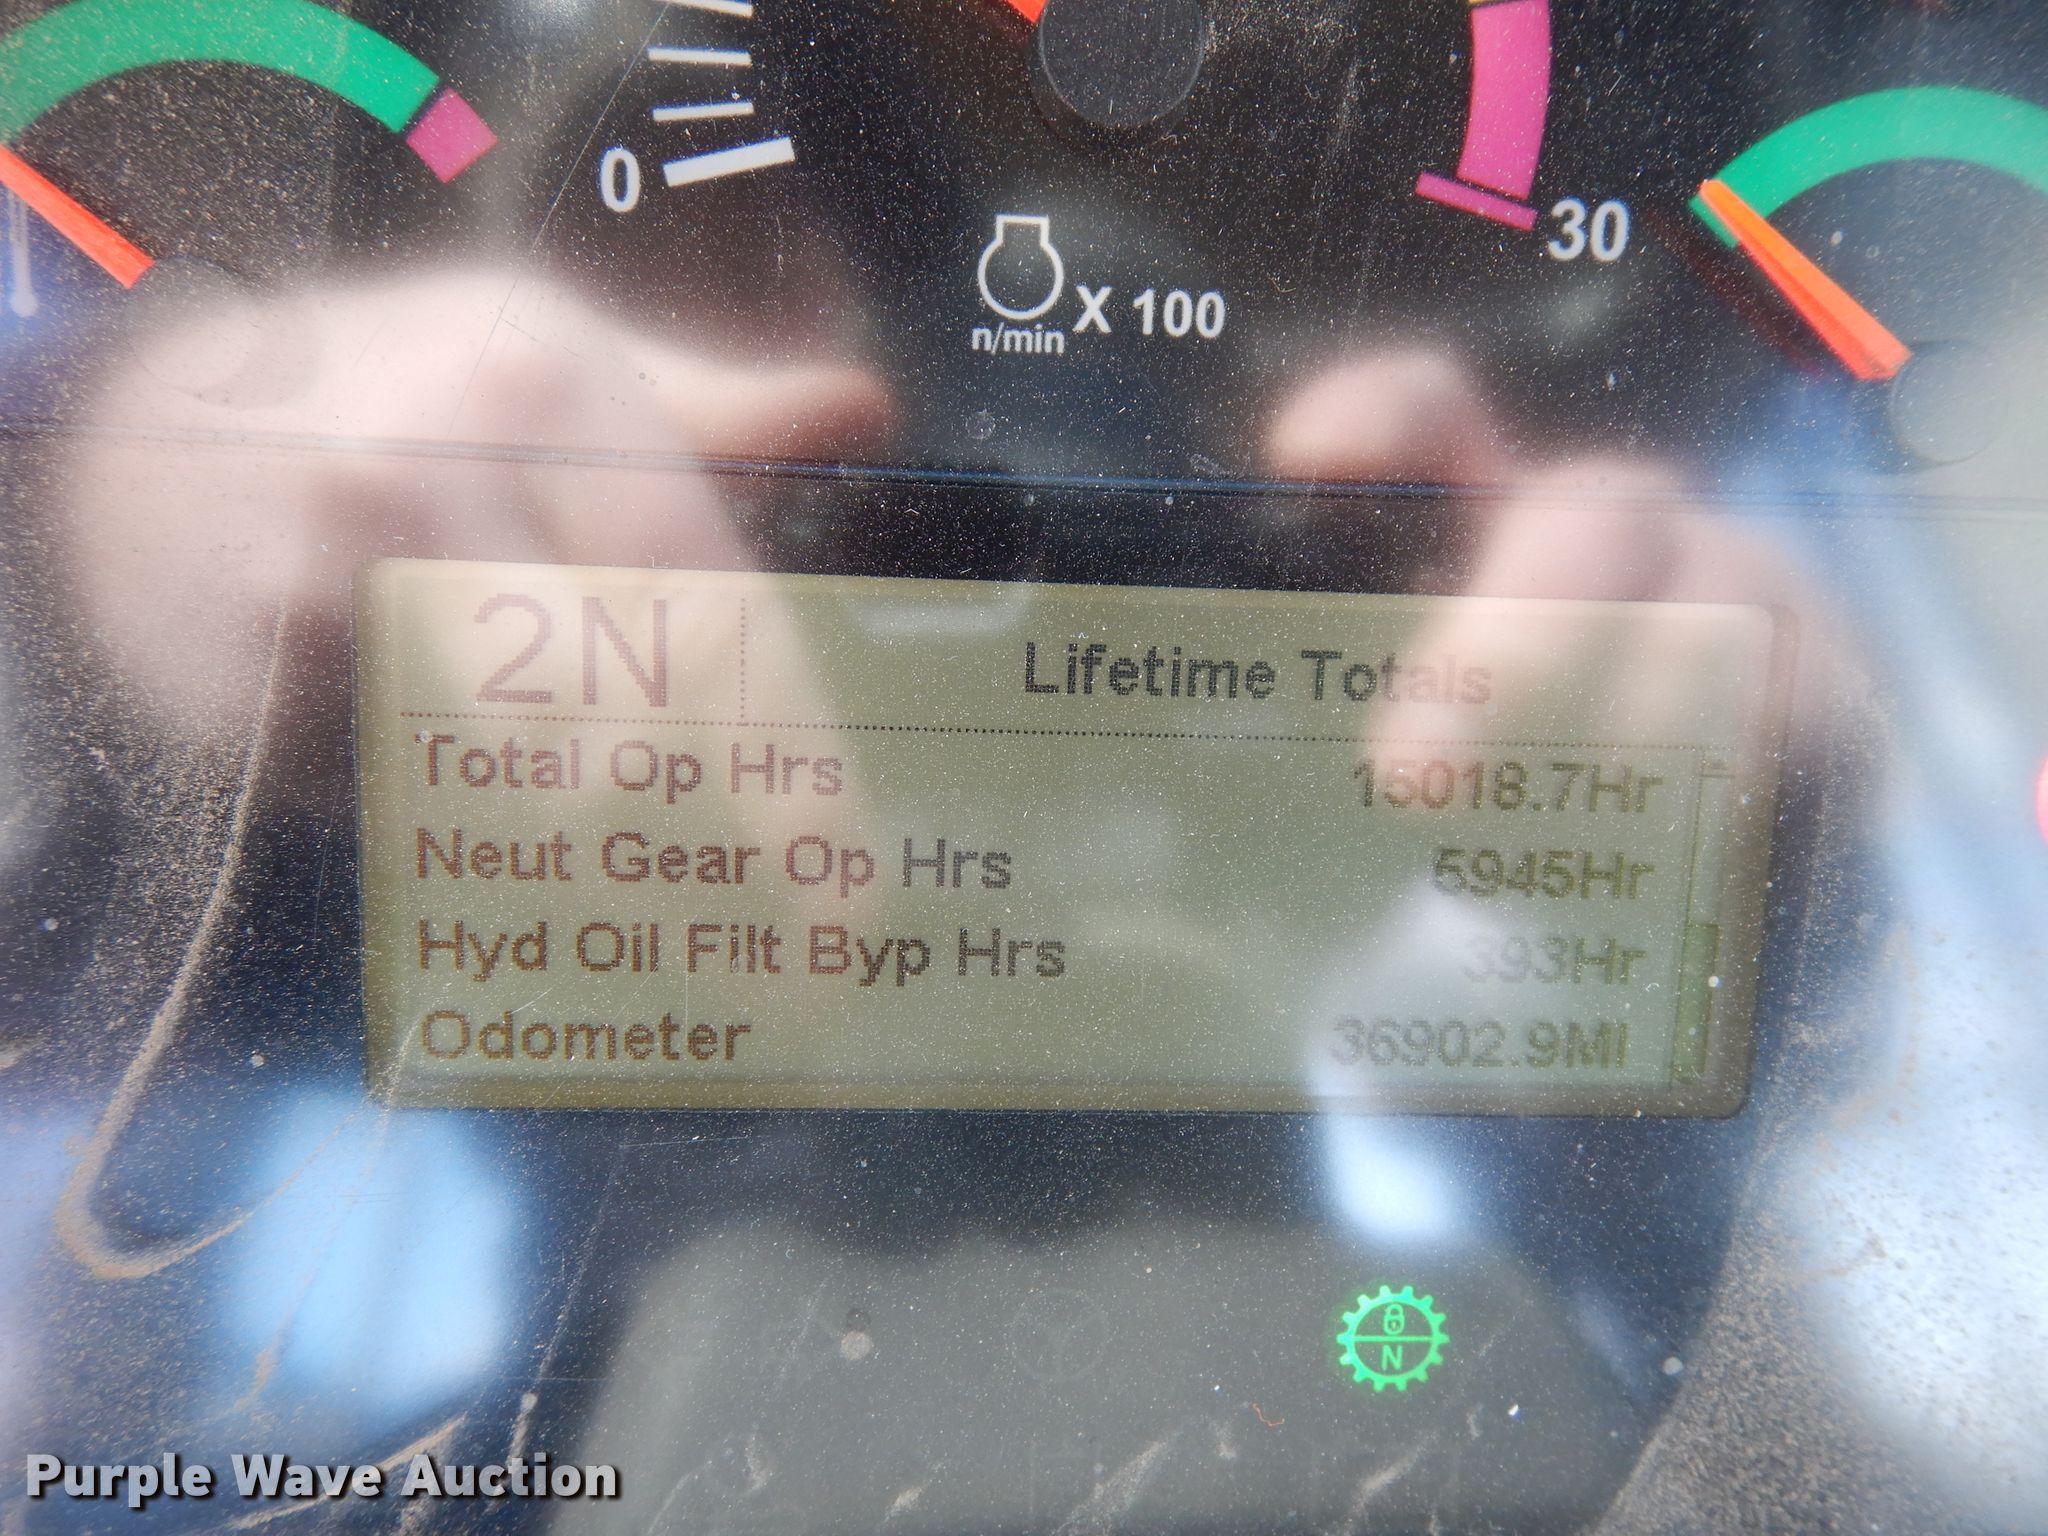 0
30
n/min X 100
2N
Lifetime Totals
Total Op Hrs 15018.7Hr
Neut Gear Op Hrs 5945Hr
Hyd Oil Filt Byp Hrs 393Hr
Odometer 36902.9MI
N
Purple Wave Auction